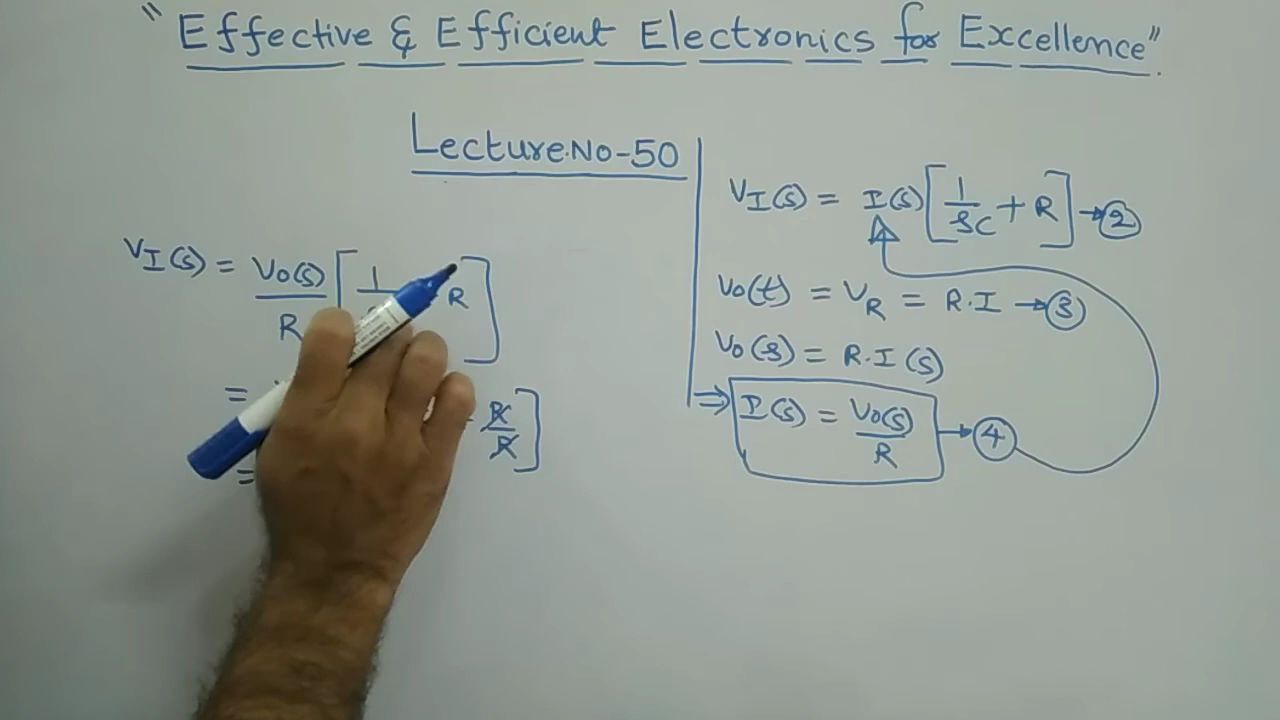 "Effective & Efficient Electronics for Excellence"
Lecture.No-50
VI(s) = VO(s)/R [1 R]
=
R/R]
=
VI(s) = I(s)[1/SC + R] → 2
VO(t) = VR = R.I → 3
VO(s) = R.I(s)
⇒ I(s) = VO(s)/R → 4